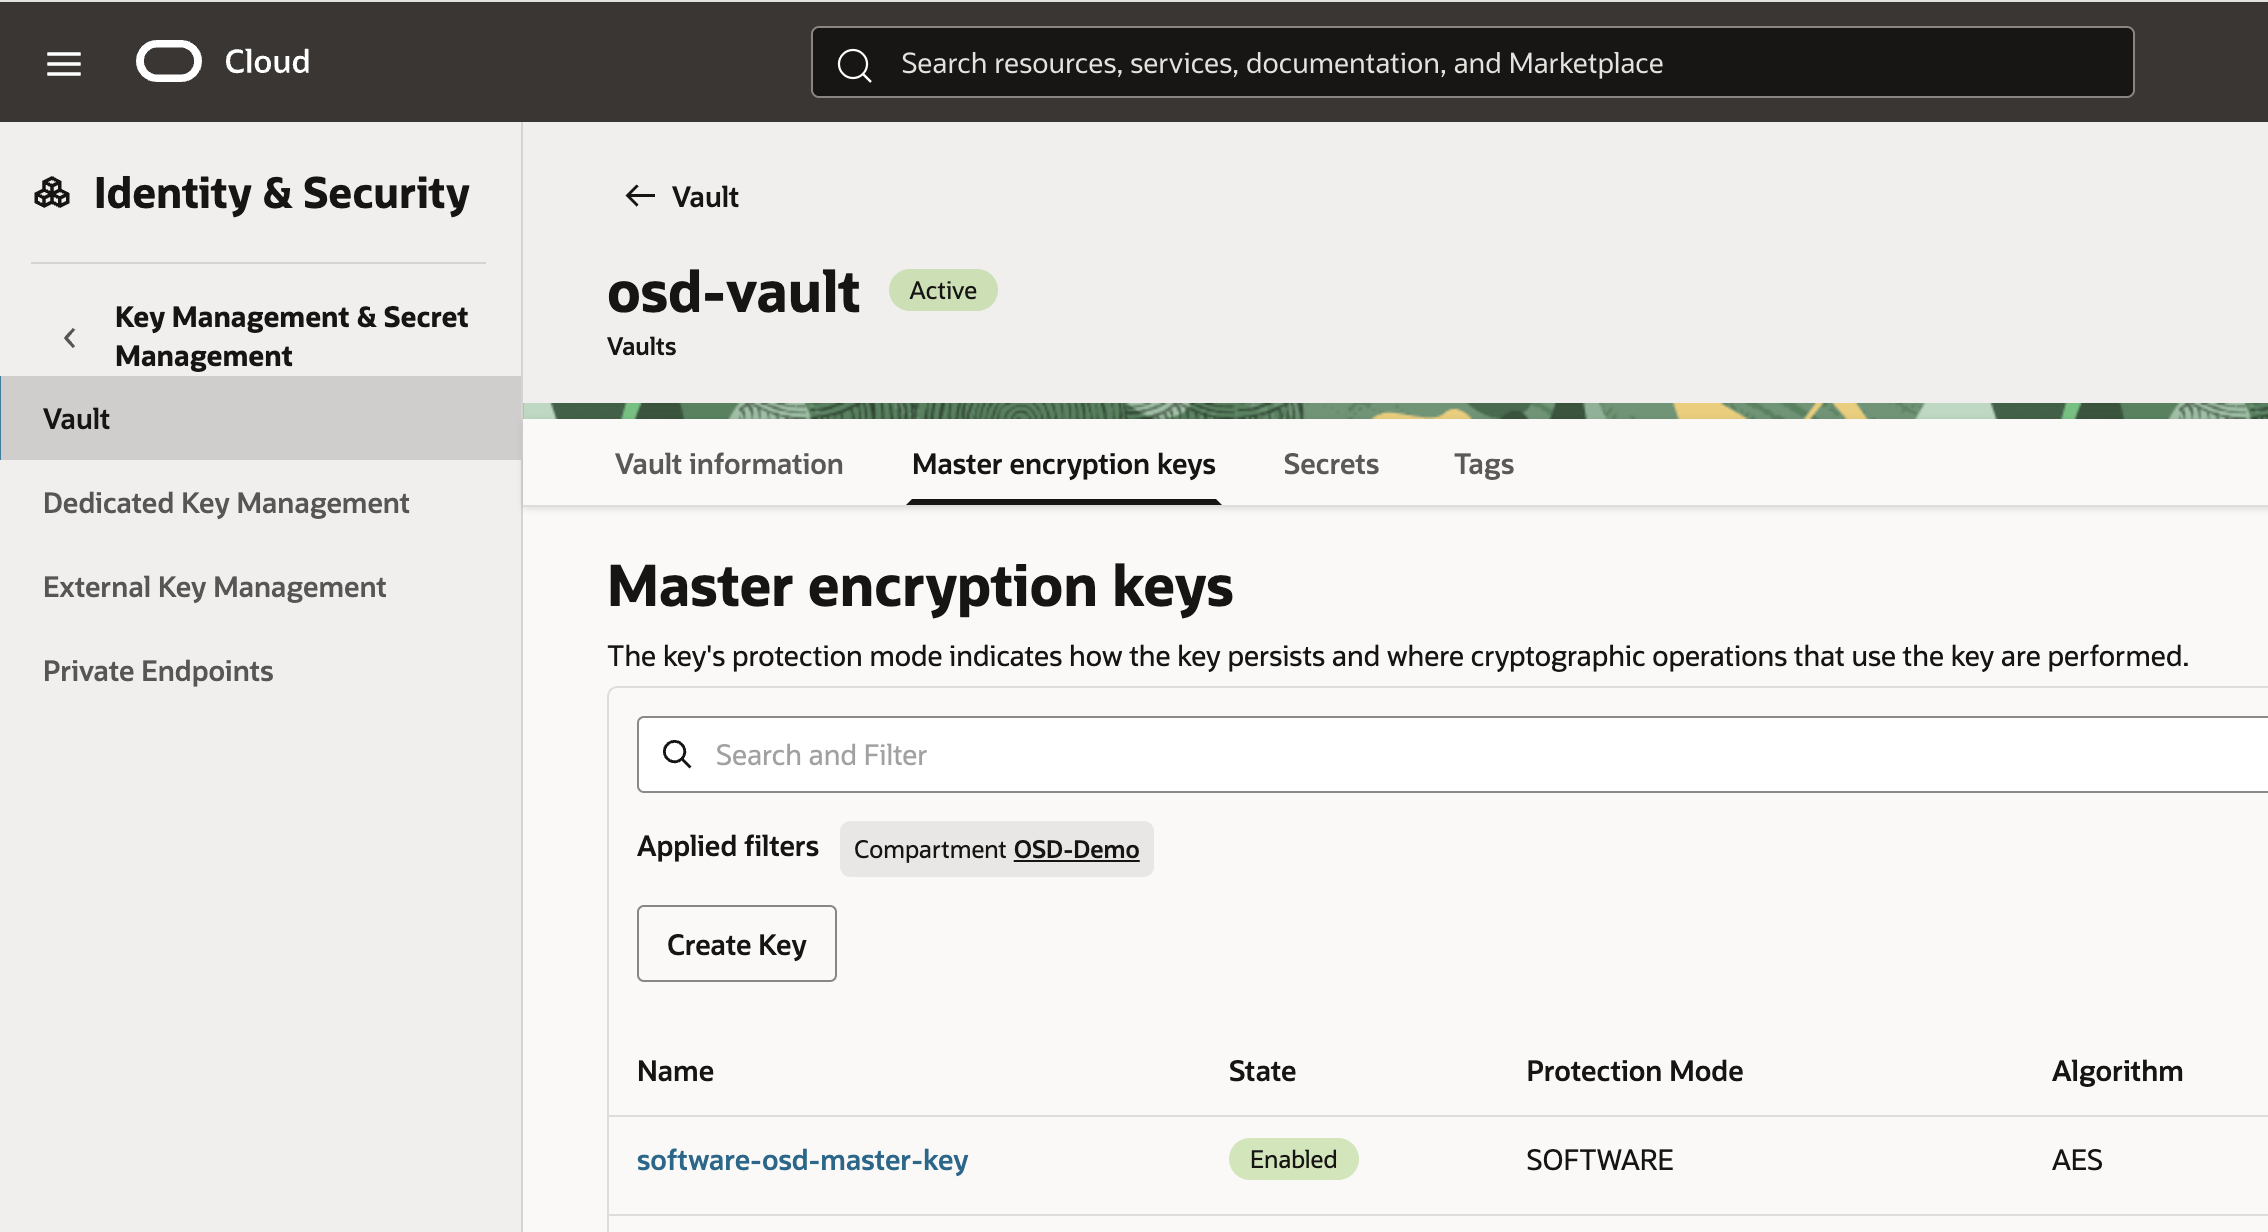 Cloud
Search resources, services, documentation, and Marketplace
Identity & Security
Key Management & Secret
Management
Vault
Dedicated Key Management
External Key Management
Private Endpoints
Vault
osd-vault
Active
Vaults
Vault information
Master encryption keys
Secrets
Tags
Master encryption keys
The key's protection mode indicates how the key persists and where cryptographic operations that use the key are performed.
Search and Filter
Applied filters
Compartment OSD-Demo
Create Key
Name State Protection Mode Algorithm
software-osd-master-key Enabled SOFTWARE AES